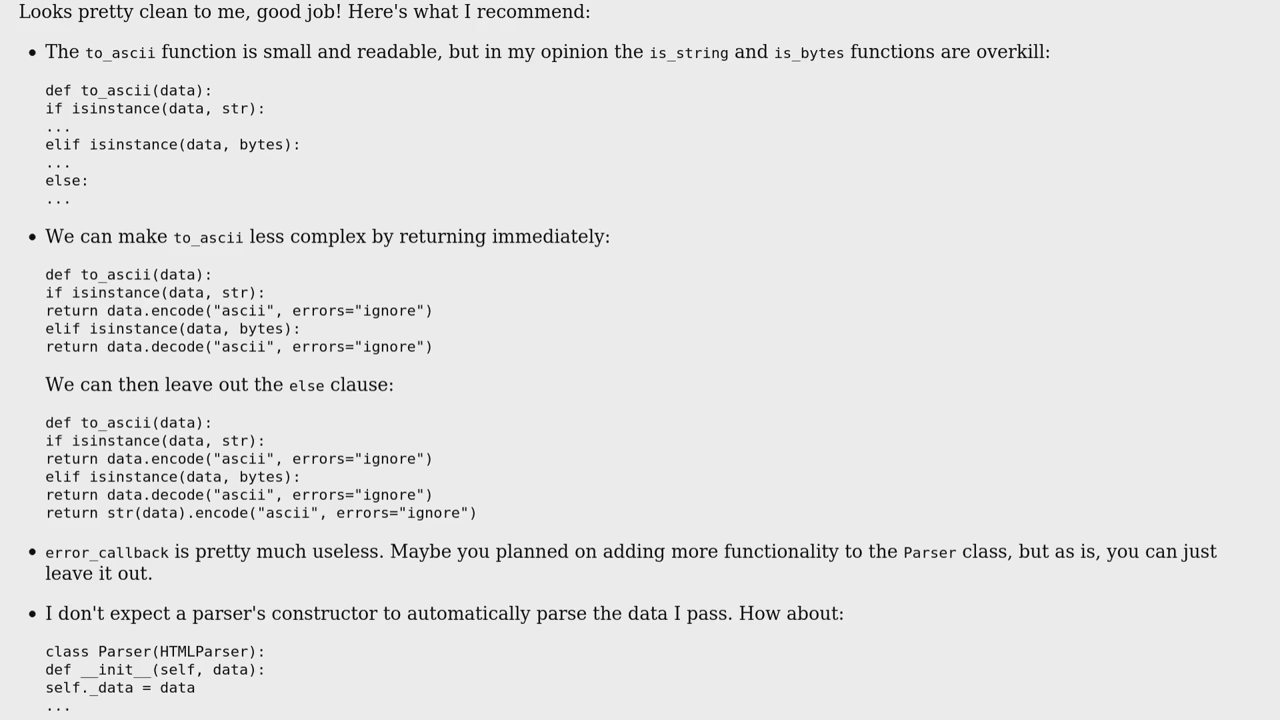 Looks pretty clean to me, good job! Here's what I recommend:
• The to_ascii function is small and readable, but in my opinion the is_string and is_bytes functions are overkill:
def to_ascii(data):
if isinstance(data, str):
...
elif isinstance(data, bytes):
...
else:
...
• We can make to_ascii less complex by returning immediately:
def to_ascii(data):
if isinstance(data, str):
return data.encode("ascii", errors="ignore")
elif isinstance(data, bytes):
return data.decode("ascii", errors="ignore")
We can then leave out the else clause:
def to_ascii(data):
if isinstance(data, str):
return data.encode("ascii", errors="ignore")
elif isinstance(data, bytes):
return data.decode("ascii", errors="ignore")
return str(data).encode("ascii", errors="ignore")
• error_callback is pretty much useless. Maybe you planned on adding more functionality to the Parser class, but as is, you can just
leave it out.
• I don't expect a parser's constructor to automatically parse the data I pass. How about:
class Parser(HTMLParser):
def __init__(self, data):
self._data = data
...